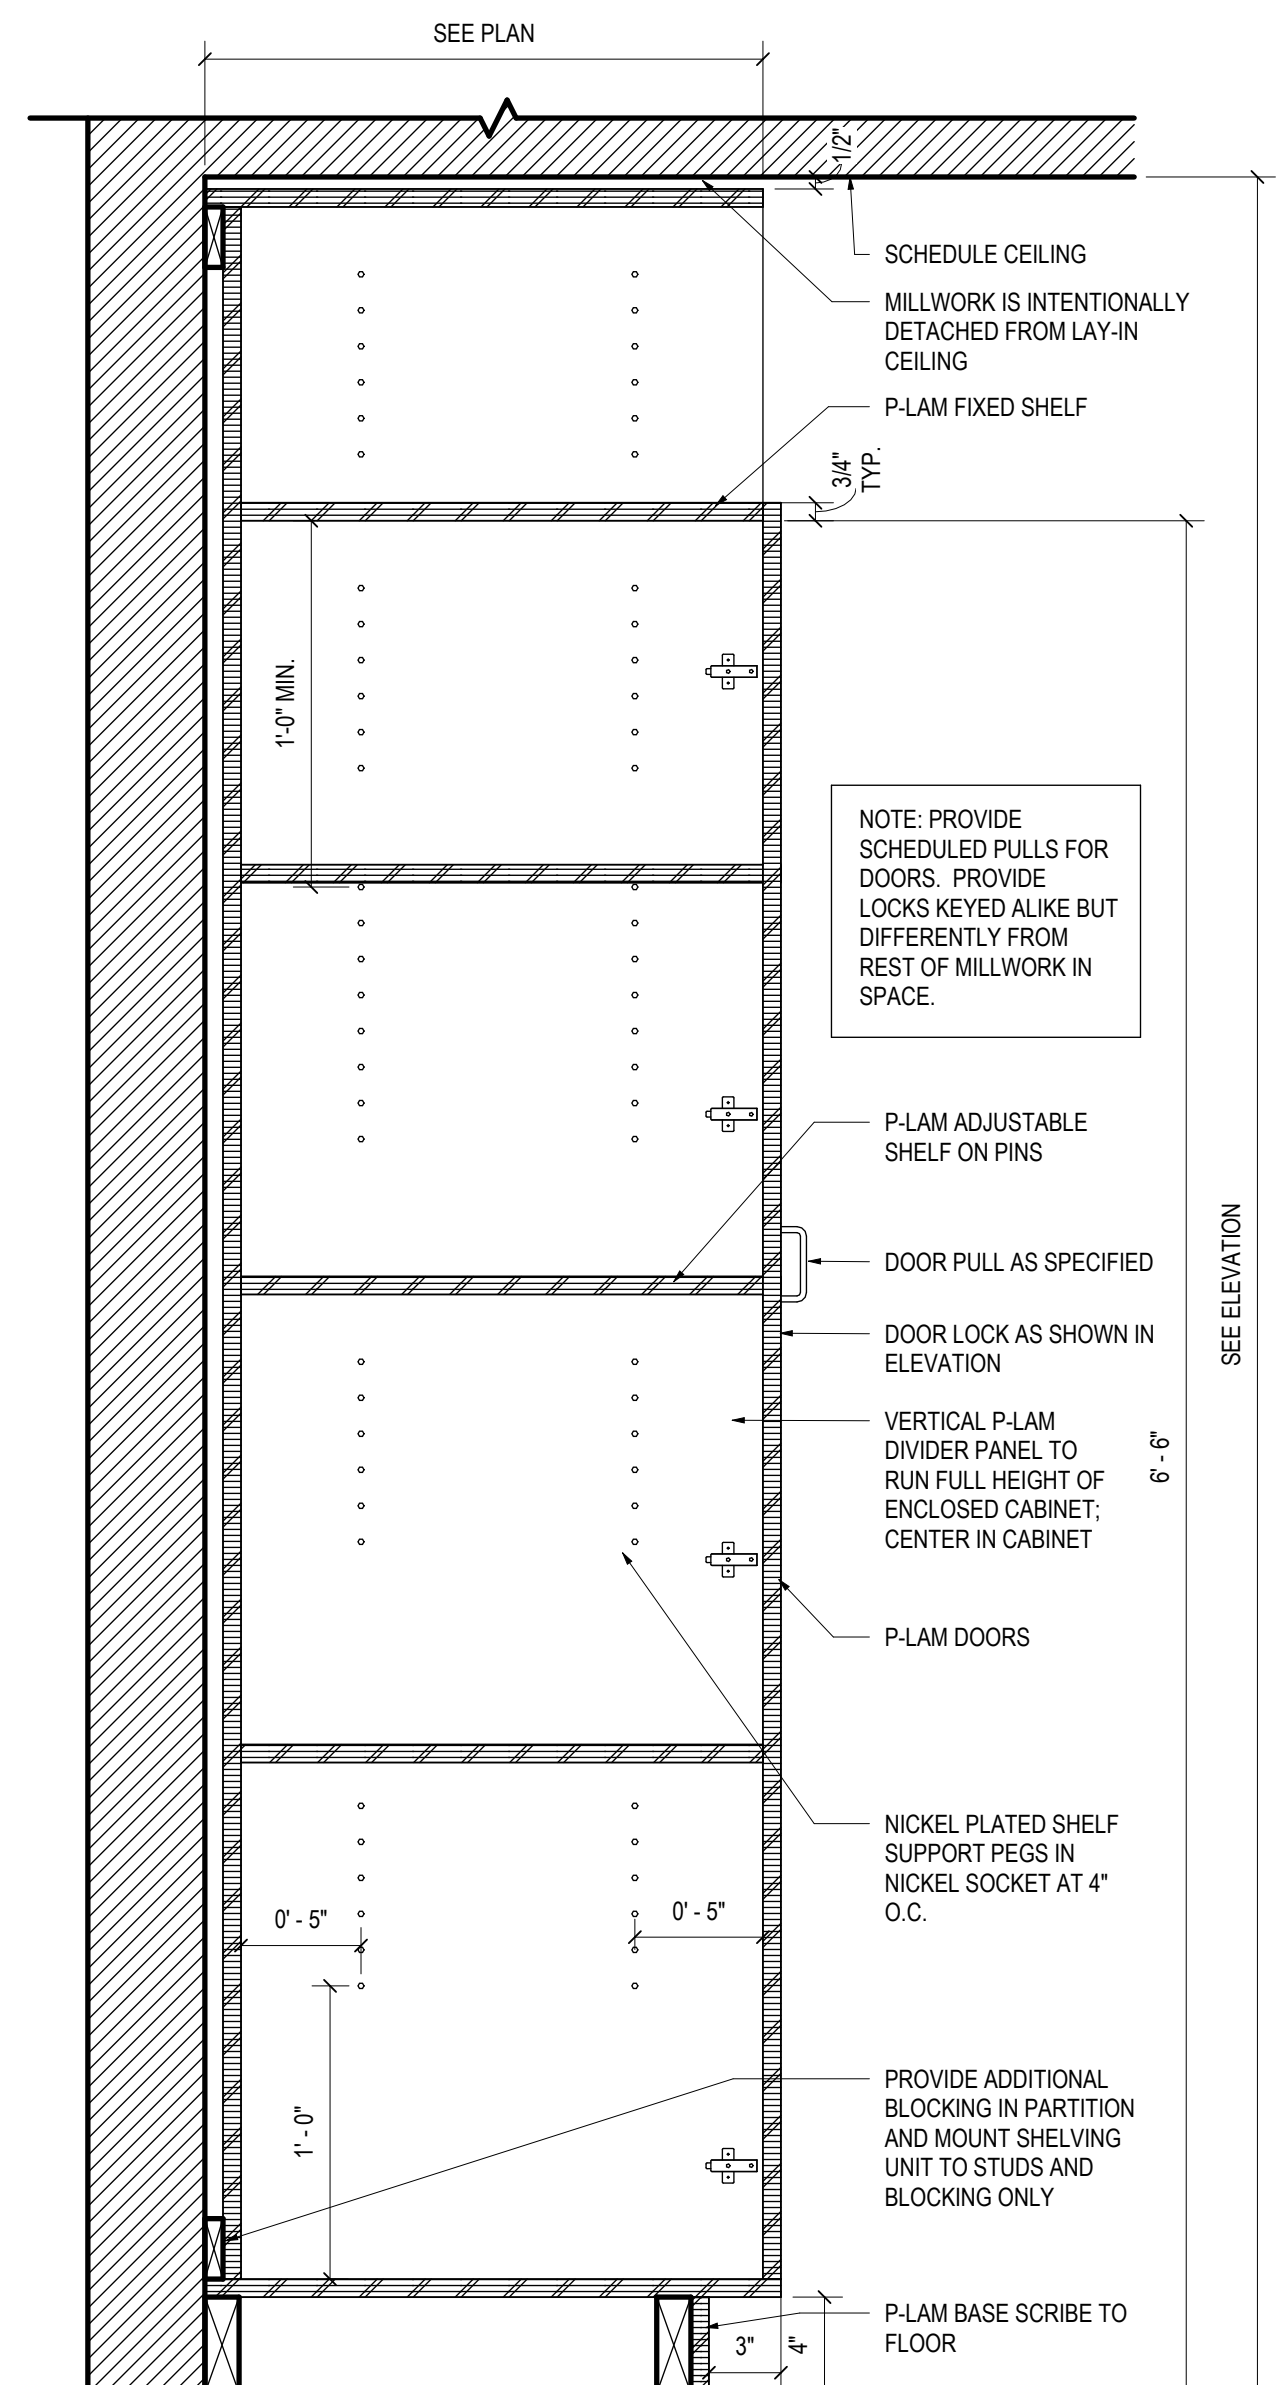 SEE PLAN
1/2"
SCHEDULE CEILING
MILLWORK IS INTENTIONALLY
DETACHED FROM LAY-IN
CEILING
P-LAM FIXED SHELF
3/4"
TYP.
1'-0" MIN.
NOTE: PROVIDE
SCHEDULED PULLS FOR
DOORS. PROVIDE
LOCKS KEYED ALIKE BUT
DIFFERENTLY FROM
REST OF MILLWORK IN
SPACE.
P-LAM ADJUSTABLE
SHELF ON PINS
DOOR PULL AS SPECIFIED
SEE ELEVATION
DOOR LOCK AS SHOWN IN
ELEVATION
VERTICAL P-LAM
DIVIDER PANEL TO
RUN FULL HEIGHT OF
ENCLOSED CABINET;
CENTER IN CABINET
6' - 6"
P-LAM DOORS
NICKEL PLATED SHELF
SUPPORT PEGS IN
NICKEL SOCKET AT 4"
O.C.
0' - 5"
0' - 5"
1' - 0"
PROVIDE ADDITIONAL
BLOCKING IN PARTITION
AND MOUNT SHELVING
UNIT TO STUDS AND
BLOCKING ONLY
P-LAM BASE SCRIBE TO
FLOOR
3"
4"